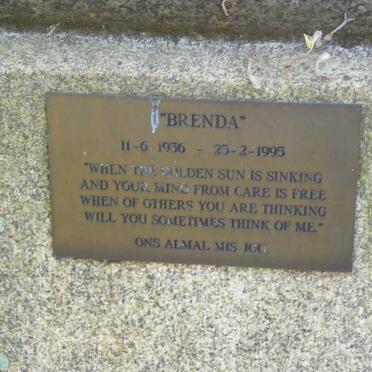 "BRENDA"
11-6-1936 - 25-2-1995
"WHEN THE GOLDEN SUN IS SINKING
AND YOUR MINE FROM CARE IS FREE
WHEN OF OTHERS YOU ARE THINKING
WILL YOU SOMETIMES THINK OF ME."
ONS ALMAL MIS JOU.